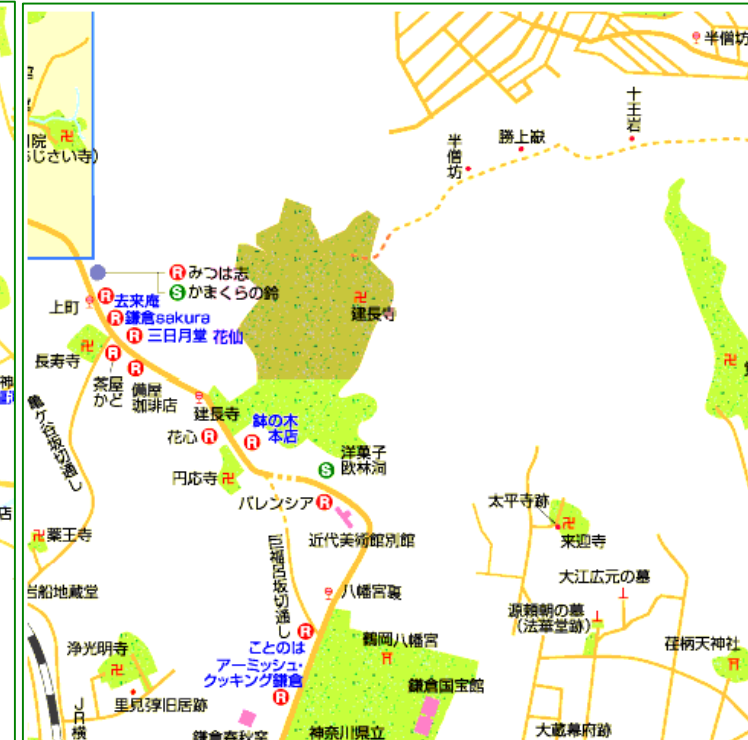 半僧坊
十王岩
勝上嶽
半僧坊
院
じさい寺)
みつは志
かまくらの鈴
建長寺
上町
去来庵
鎌倉sakura
三日月堂 花仙
長寿寺
茶屋
かど
備屋
珈琲店
亀ケ谷坂切通し
建長寺
鉢の木
本店
花心
洋菓子
欧林洞
円応寺
バレンシア
近代美術館別館
太平寺跡
来迎寺
薬王寺
岩船地蔵堂
大江広元の墓
源頼朝の墓
(法華堂跡)
八幡宮裏
荏柄天神社
浄光明寺
ことのは
アーミッシュ・
クッキング鎌倉
鶴岡八幡宮
鎌倉国宝館
里見弴旧居跡
JR横
神奈川県立
大蔵幕府跡